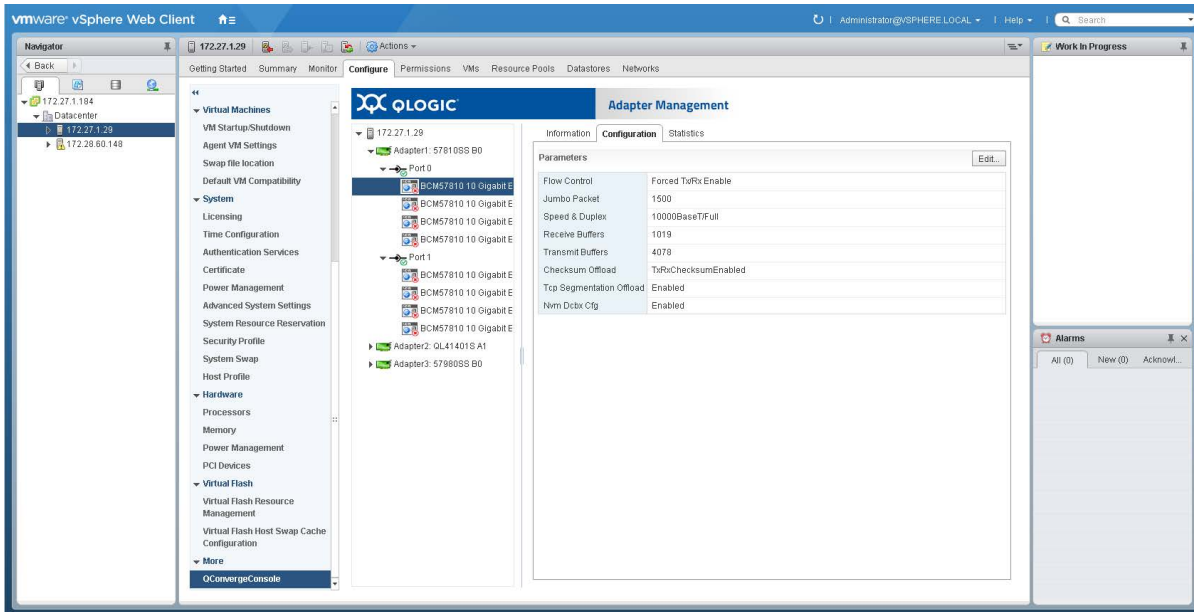 vmware® vSphere Web Client
Administrator@VSPHERE.LOCAL
Help
Search
Navigator
Back
172.27.1.184
Datacenter
172.27.1.29
172.28.60.148
172.27.1.29
Actions
Getting Started Summary Monitor Configure Permissions VMs Resource Pools Datastores Networks
Virtual Machines
VM Startup/Shutdown
Agent VM Settings
Swap file location
Default VM Compatibility
System
Licensing
Time Configuration
Authentication Services
Certificate
Power Management
Advanced System Settings
System Resource Reservation
Security Profile
System Swap
Host Profile
Hardware
Processors
Memory
Power Management
PCI Devices
Virtual Flash
Virtual Flash Resource
Management
Virtual Flash Host Swap Cache
Configuration
More
QConvergeConsole
QLOGIC®
Adapter Management
172.27.1.29
Adapter1: 57810SS B0
Port 0
BCM57810 10 Gigabit E
BCM57810 10 Gigabit E
BCM57810 10 Gigabit E
BCM57810 10 Gigabit E
Port 1
BCM57810 10 Gigabit E
BCM57810 10 Gigabit E
BCM57810 10 Gigabit E
BCM57810 10 Gigabit E
Adapter2: QL41401S A1
Adapter3: 57980SS B0
Information Configuration Statistics
Parameters
Edit...
Flow Control Forced Tx/Rx Enable
Jumbo Packet 1500
Speed & Duplex 10000BaseT/Full
Receive Buffers 1019
Transmit Buffers 4078
Checksum Offload TxRxChecksumEnabled
Tcp Segmentation Offload Enabled
Nvm Dcbx Cfg Enabled
Work In Progress
Alarms
All (0) New (0) Acknowl...